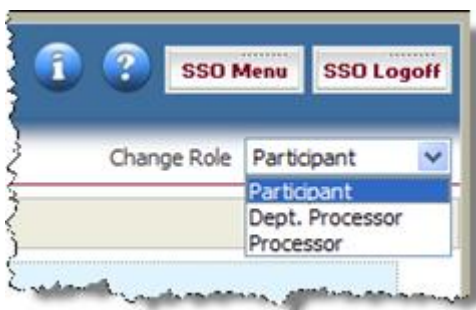 i ? SSO Menu SSO Logoff
Change Role Participant
Participant
Dept. Processor
Processor